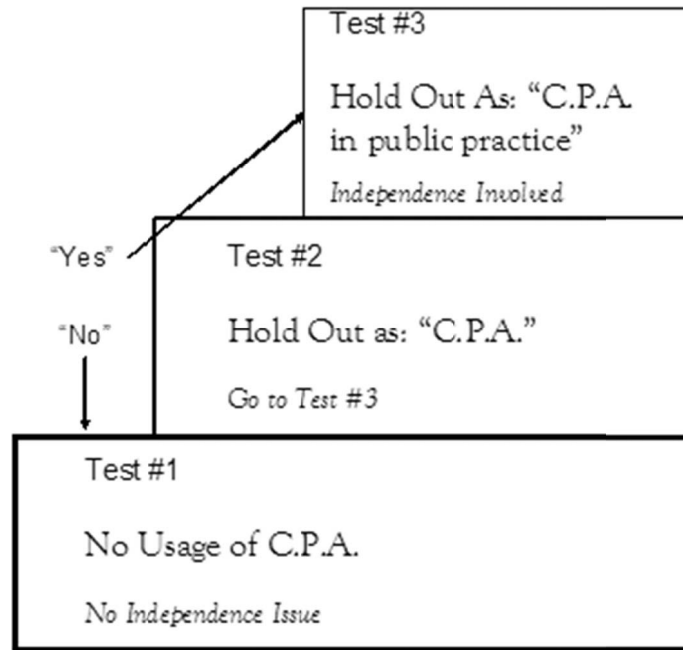 Test #3
Hold Out As: “C.P.A.
in public practice”
Independence Involved
“Yes”
Test #2
“No”
Hold Out as: “C.P.A.”
Go to Test #3
Test #1
No Usage of C.P.A.
No Independence Issue